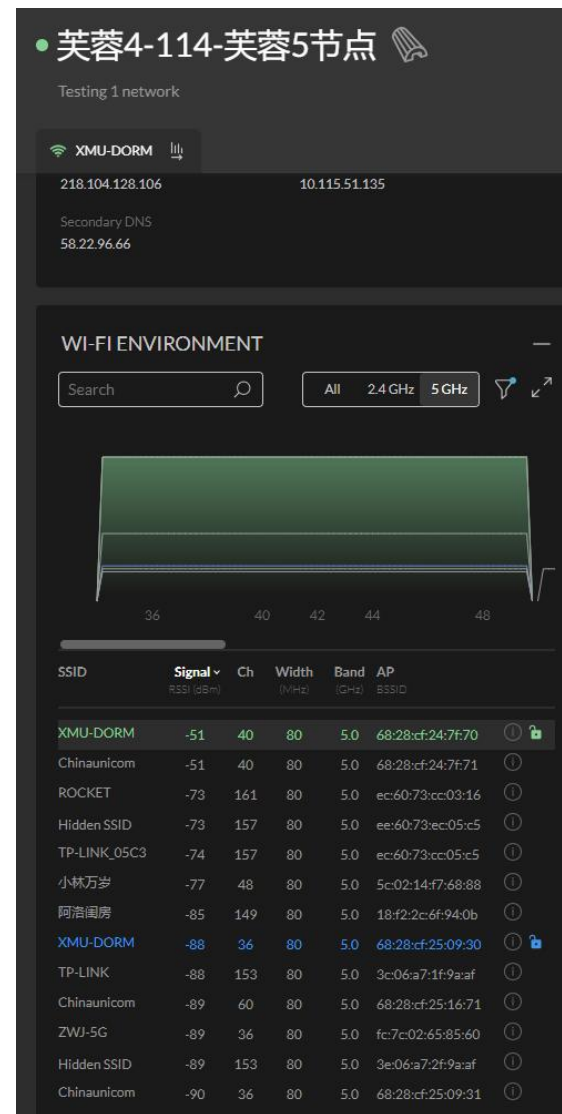 芙蓉4-114-芙蓉5节点
Testing 1 network
XMU-DORM
218.104.128.106 10.115.51.135
Secondary DNS
58.22.96.66
WI-FI ENVIRONMENT
Search All 2.4 GHz 5 GHz
36 40 42 44 48
SSID Signal Ch Width Band AP
RSSI (dBm) (MHz) (GHz) BSSID
XMU-DORM -51 40 80 5.0 68:28:cf:24:7f:70
Chinaunicom -51 40 80 5.0 68:28:cf:24:7f:71
ROCKET -73 161 80 5.0 ec:60:73:cc:03:16
Hidden SSID -73 157 80 5.0 ee:60:73:ec:05:c5
TP-LINK_05C3 -74 157 80 5.0 ec:60:73:cc:05:c5
小林万岁 -77 48 80 5.0 5c:02:14:f7:68:88
阿洛闺房 -85 149 80 5.0 18:f2:2c:6f:94:0b
XMU-DORM -88 36 80 5.0 68:28:cf:25:09:30
TP-LINK -88 153 80 5.0 3c:06:a7:1f:9a:af
Chinaunicom -89 60 80 5.0 68:28:cf:25:16:71
ZWJ-5G -89 36 80 5.0 fc:7c:02:65:85:60
Hidden SSID -89 153 80 5.0 3e:06:a7:2f:9a:af
Chinaunicom -90 36 80 5.0 68:28:cf:25:09:31